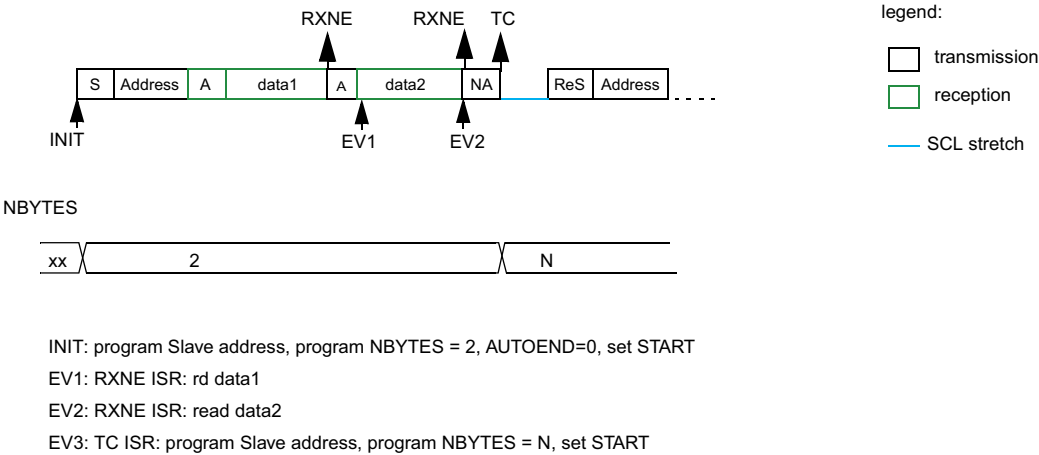 RXNE RXNE TC legend:
S Address A data1 A data2 NA ReS Address transmission
reception
INIT EV1 EV2 SCL stretch
NBYTES
xx 2 N
INIT: program Slave address, program NBYTES = 2, AUTOEND=0, set START
EV1: RXNE ISR: rd data1
EV2: RXNE ISR: read data2
EV3: TC ISR: program Slave address, program NBYTES = N, set START